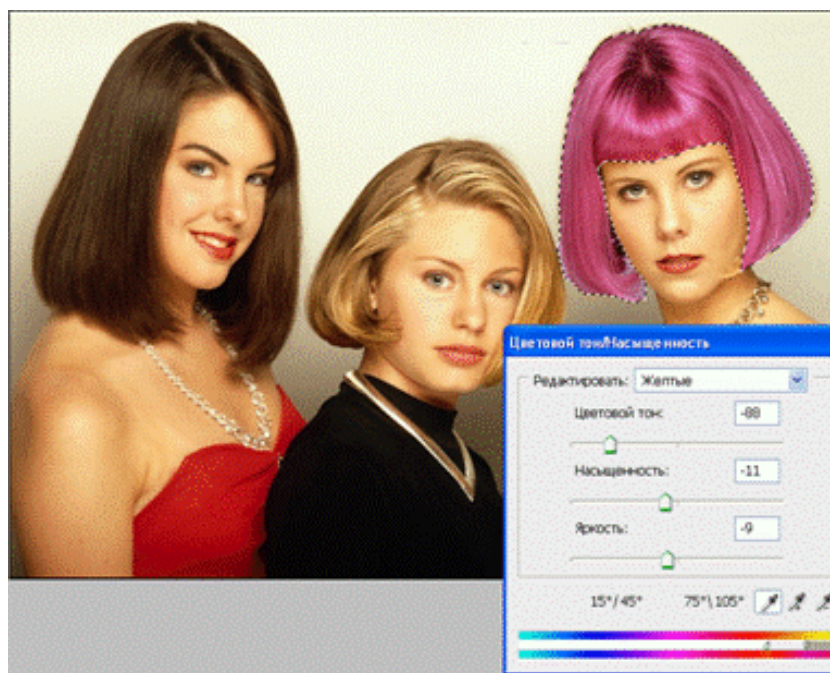 Цветовой тон/Насыщенность
Редактировать: Желтые
Цветовой тон: -88
Насыщенность: -11
Яркость: -9
15°/45° 75°\105°